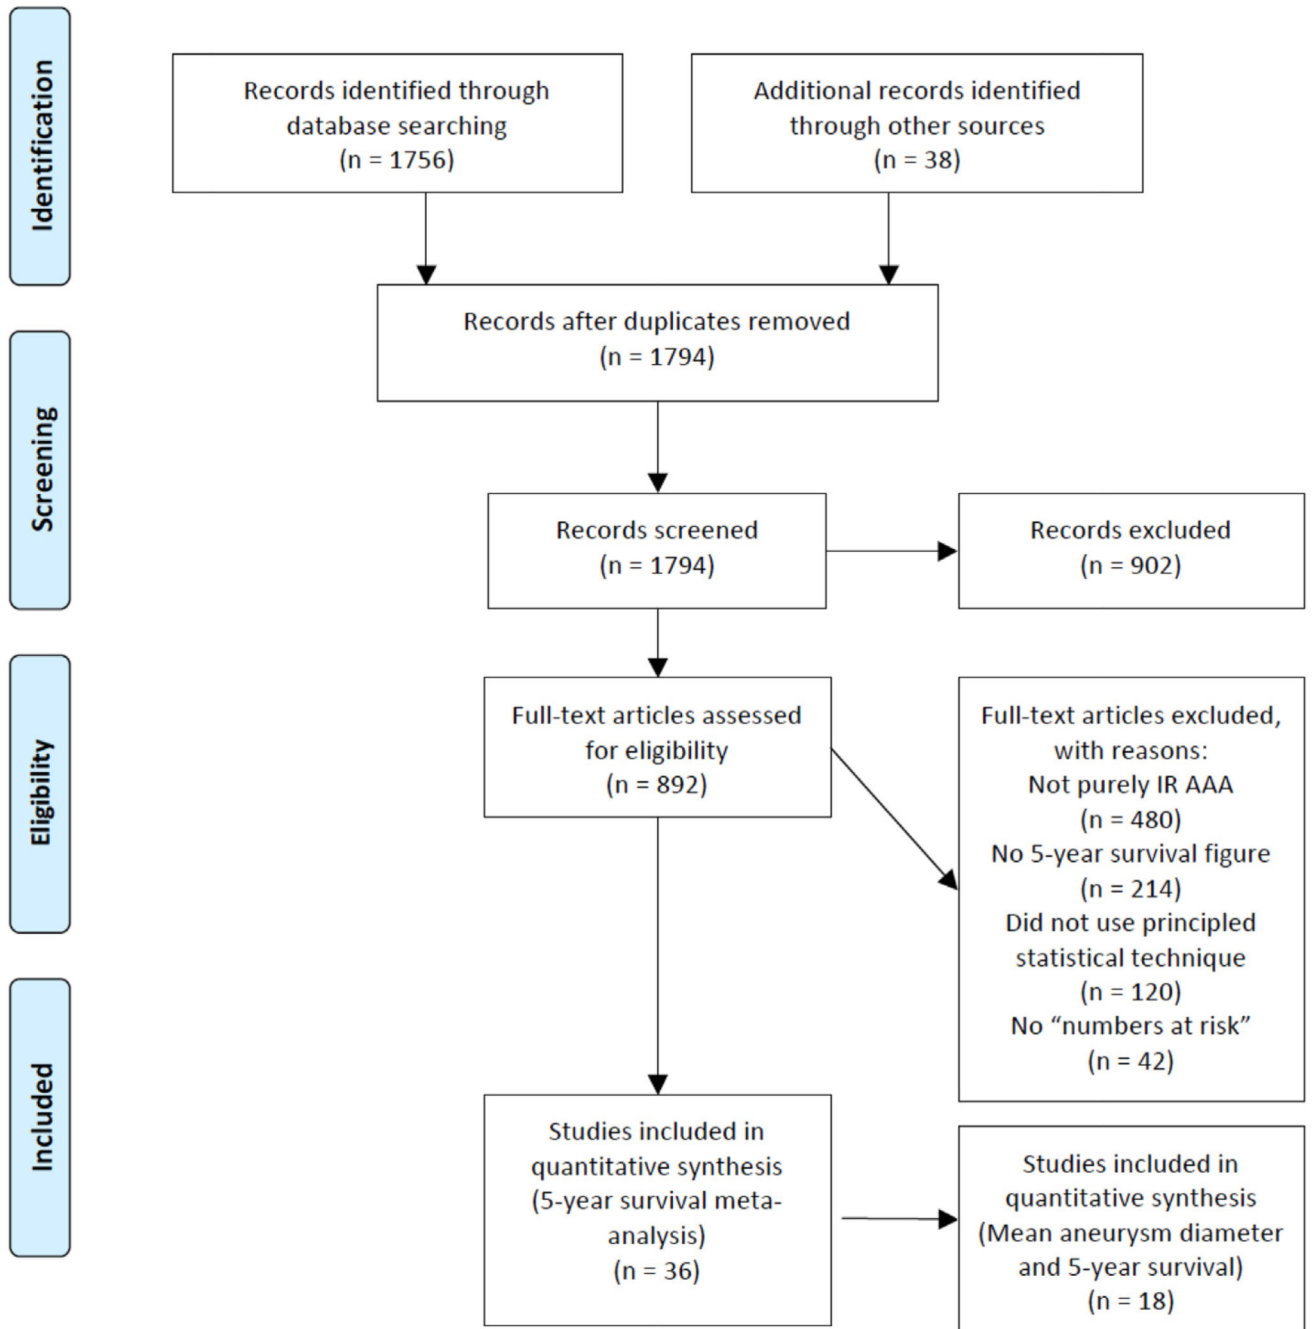 Identification
Records identified through
database searching
(n = 1756)
Additional records identified
through other sources
(n = 38)
Records after duplicates removed
(n = 1794)
Screening
Records screened
(n = 1794)
Records excluded
(n = 902)
Eligibility
Full-text articles assessed
for eligibility
(n = 892)
Full-text articles excluded,
with reasons:
Not purely IR AAA
(n = 480)
No 5-year survival figure
(n = 214)
Did not use principled
statistical technique
(n = 120)
No “numbers at risk”
(n = 42)
Included
Studies included in
quantitative synthesis
(5-year survival meta-
analysis)
(n = 36)
Studies included in
quantitative synthesis
(Mean aneurysm diameter
and 5-year survival)
(n = 18)